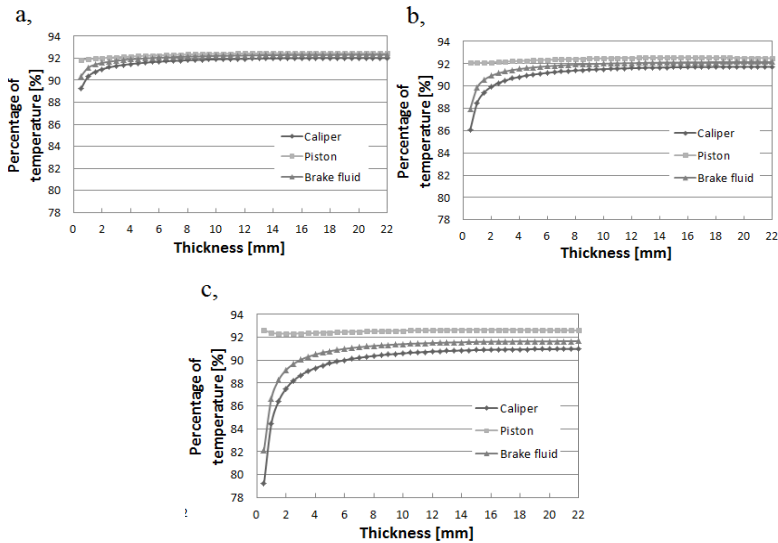 a,
94
92
90
88
86
84
82
80
78
Percentage of
temperature [%]
Caliper
Piston
Brake fluid
0 2 4 6 8 10 12 14 16 18 20 22
Thickness [mm]
b,
94
92
90
88
86
84
82
80
78
Percentage of
temperature [%]
Caliper
Piston
Brake fluid
0 2 4 6 8 10 12 14 16 18 20 22
Thickness [mm]
c,
94
92
90
88
86
84
82
80
78
Percentage of
temperature [%]
Caliper
Piston
Brake fluid
0 2 4 6 8 10 12 14 16 18 20 22
Thickness [mm]
2